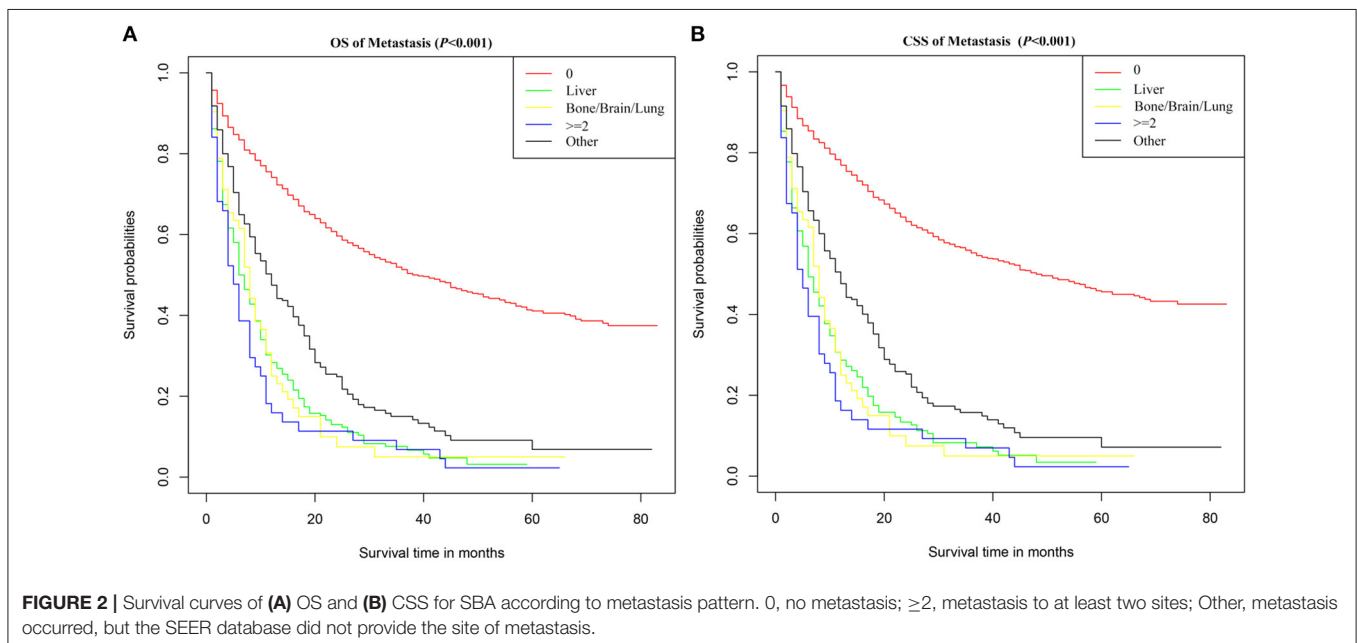 A
OS of Metastasis (P<0.001)
Survival probabilities
1.0
0.8
0.6
0.4
0.2
0.0
0
Liver
Bone/Brain/Lung
>=2
Other
0 20 40 60 80
Survival time in months
B
CSS of Metastasis (P<0.001)
Survival probabilities
1.0
0.8
0.6
0.4
0.2
0.0
0
Liver
Bone/Brain/Lung
>=2
Other
0 20 40 60 80
Survival time in months
FIGURE 2 | Survival curves of (A) OS and (B) CSS for SBA according to metastasis pattern. 0, no metastasis; ≥2, metastasis to at least two sites; Other, metastasis
occurred, but the SEER database did not provide the site of metastasis.